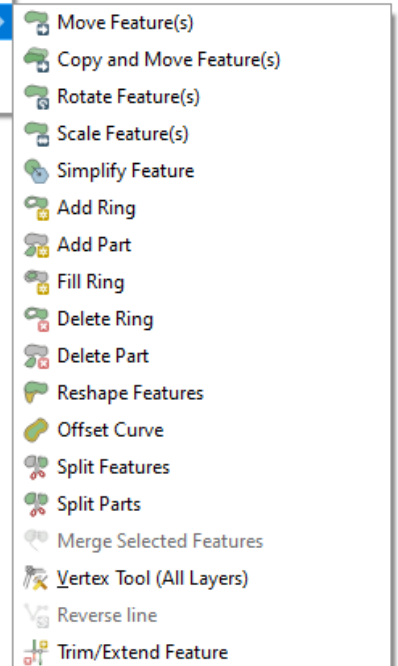 Move Feature(s)
Copy and Move Feature(s)
Rotate Feature(s)
Scale Feature(s)
Simplify Feature
Add Ring
Add Part
Fill Ring
Delete Ring
Delete Part
Reshape Features
Offset Curve
Split Features
Split Parts
Merge Selected Features
Vertex Tool (All Layers)
Reverse line
Trim/Extend Feature